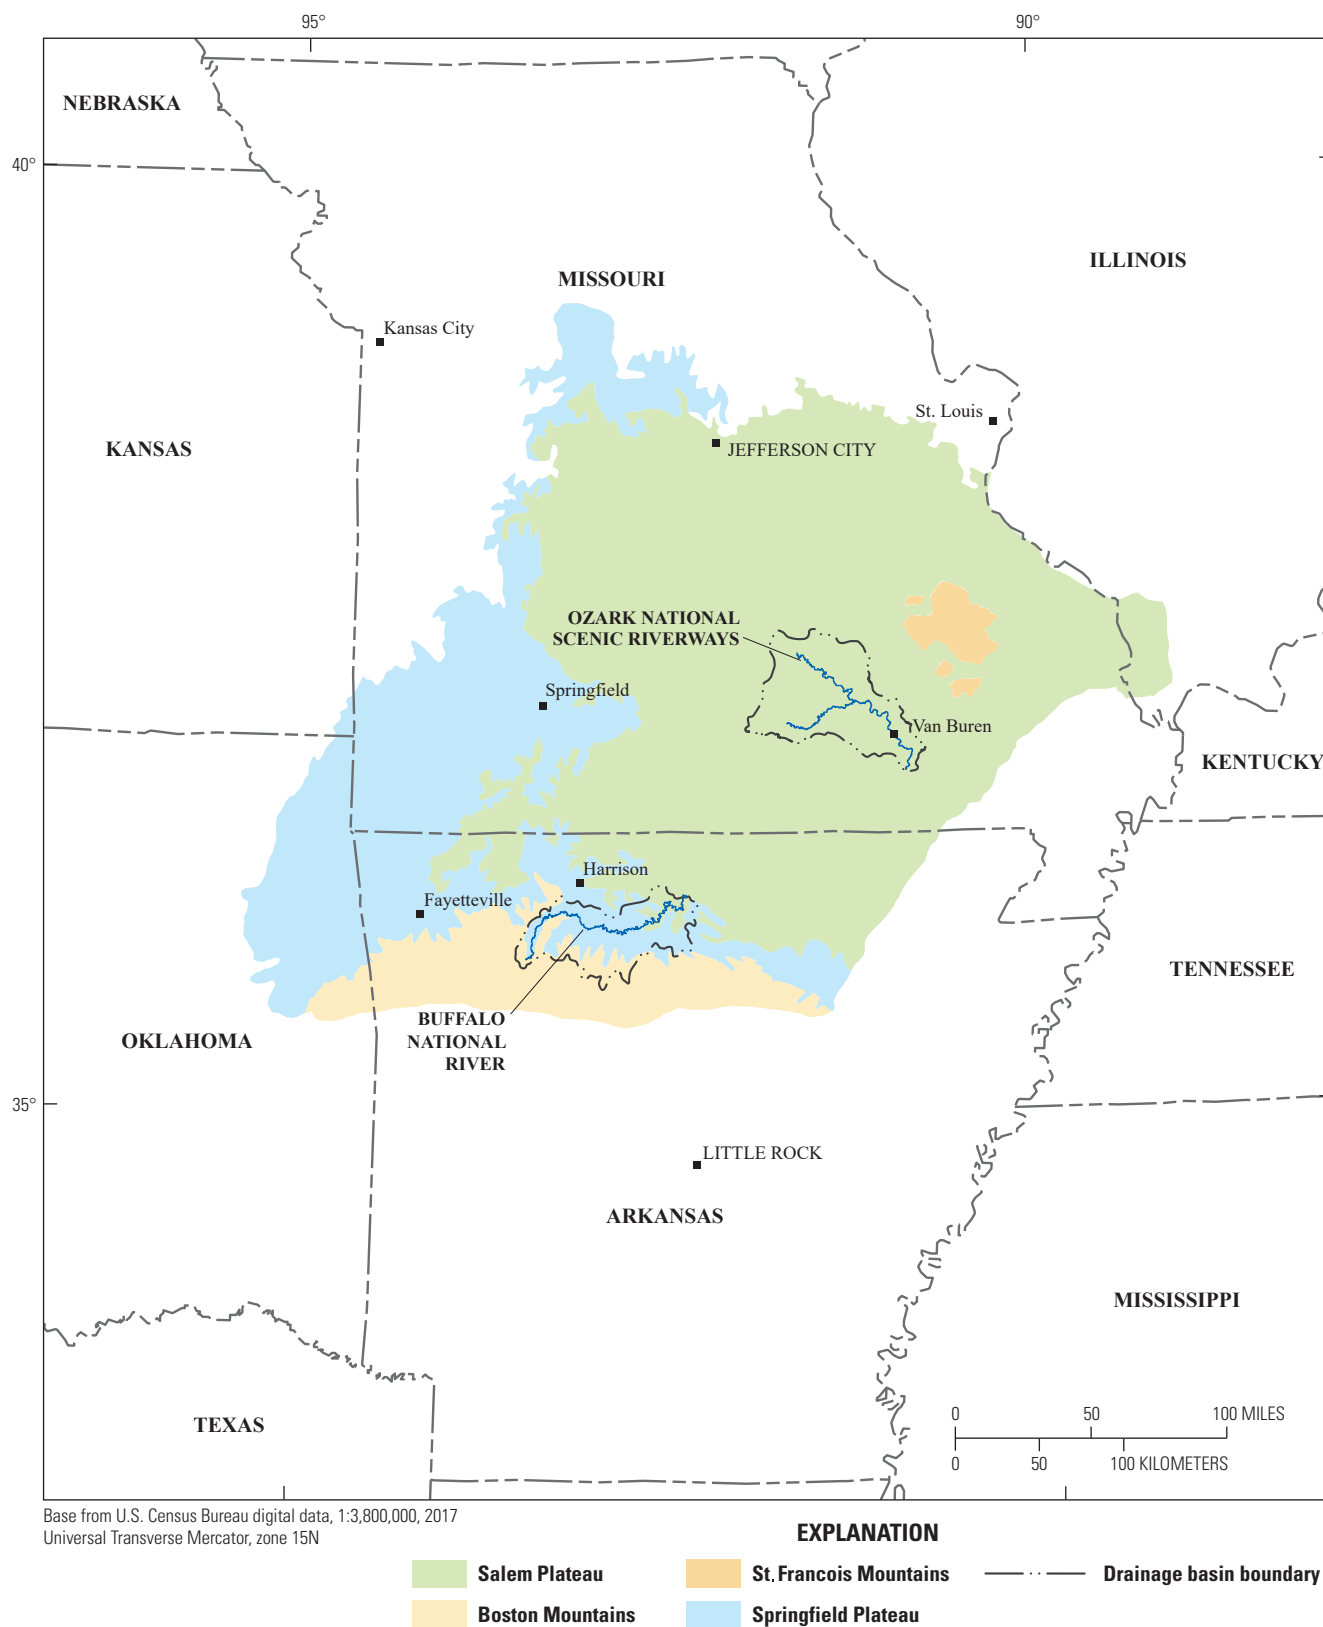 95°
90°
NEBRASKA
40°
ILLINOIS
MISSOURI
Kansas City
St. Louis
KANSAS
JEFFERSON CITY
OZARK NATIONAL
SCENIC RIVERWAYS
Springfield
Van Buren
KENTUCKY
Harrison
Fayetteville
TENNESSEE
BUFFALO
NATIONAL
RIVER
OKLAHOMA
35°
LITTLE ROCK
ARKANSAS
MISSISSIPPI
TEXAS
0 50 100 MILES
0 50 100 KILOMETERS
Base from U.S. Census Bureau digital data, 1:3,800,000, 2017
Universal Transverse Mercator, zone 15N
EXPLANATION
Salem Plateau
St. Francois Mountains
Drainage basin boundary
Boston Mountains
Springfield Plateau